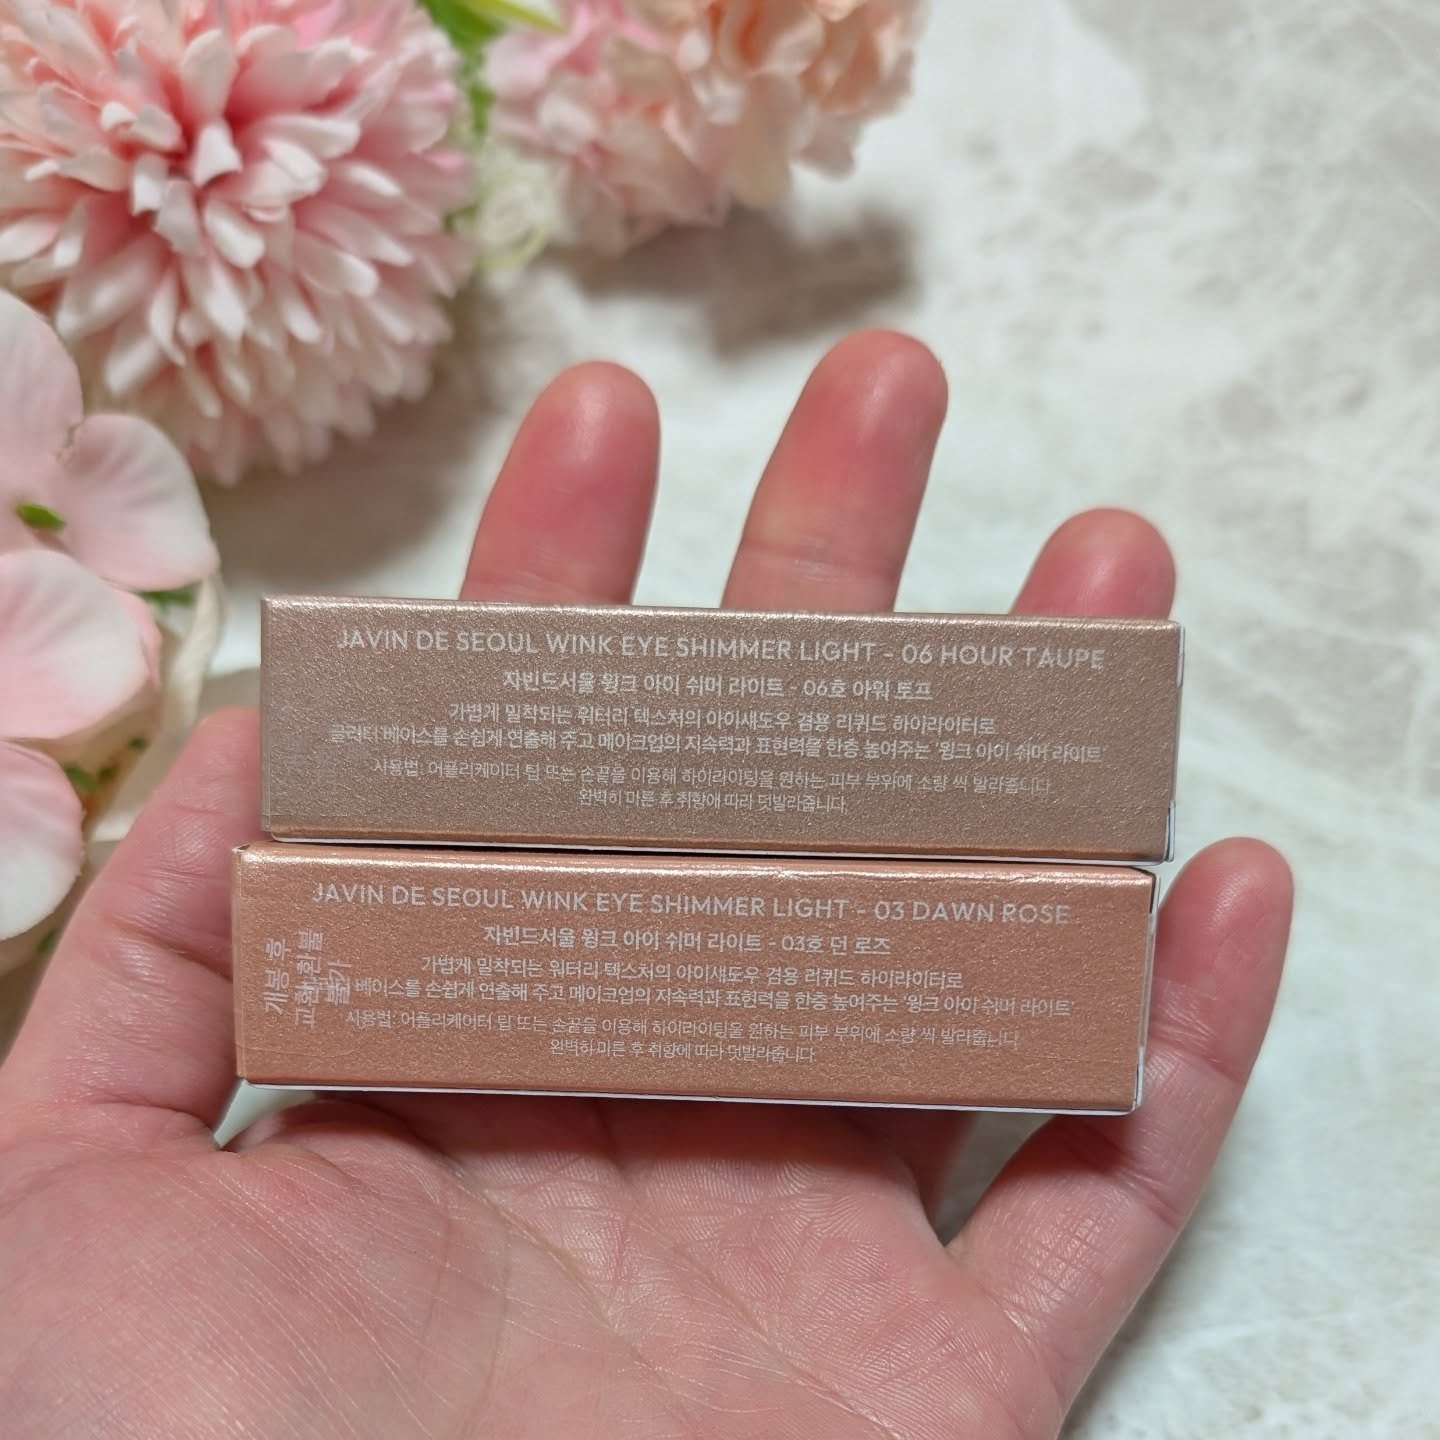 JAVIN DE SEOUL WINK EYE SHIMMER LIGHT - 06 HOUR TAUPE
자빈드서울 윙크 아이 쉬머 라이트 - 06호 아워 토프
가볍게 밀착되는 워터리 텍스처의 아이섀도우 겸용 리퀴드 하이라이터로
글리터 베이스를 손쉽게 연출해 주고 메이크업의 지속력과 표현력을 한층 높여주는 '윙크 아이 쉬머 라이트'
사용법: 어플리케이터 팁 또는 손끝을 이용해 하이라이팅을 원하는 피부 부위에 소량 씩 발라줍니다.
완벽히 마른 후 취향에 따라 덧발라줍니다.
JAVIN DE SEOUL WINK EYE SHIMMER LIGHT - 03 DAWN ROSE
자빈드서울 윙크 아이 쉬머 라이트 - 03호 던 로즈
가볍게 밀착되는 워터리 텍스처의 아이섀도우 겸용 리퀴드 하이라이터로
베이스를 손쉽게 연출해 주고 메이크업의 지속력과 표현력을 한층 높여주는 '윙크 아이 쉬머 라이트'
사용법: 어플리케이터 팁 또는 손끝을 이용해 하이라이팅을 원하는 피부 부위에 소량 씩 발라줍니다.
완벽히 마른 후 취향에 따라 덧발라줍니다.
개봉 후
교환,환불
불가